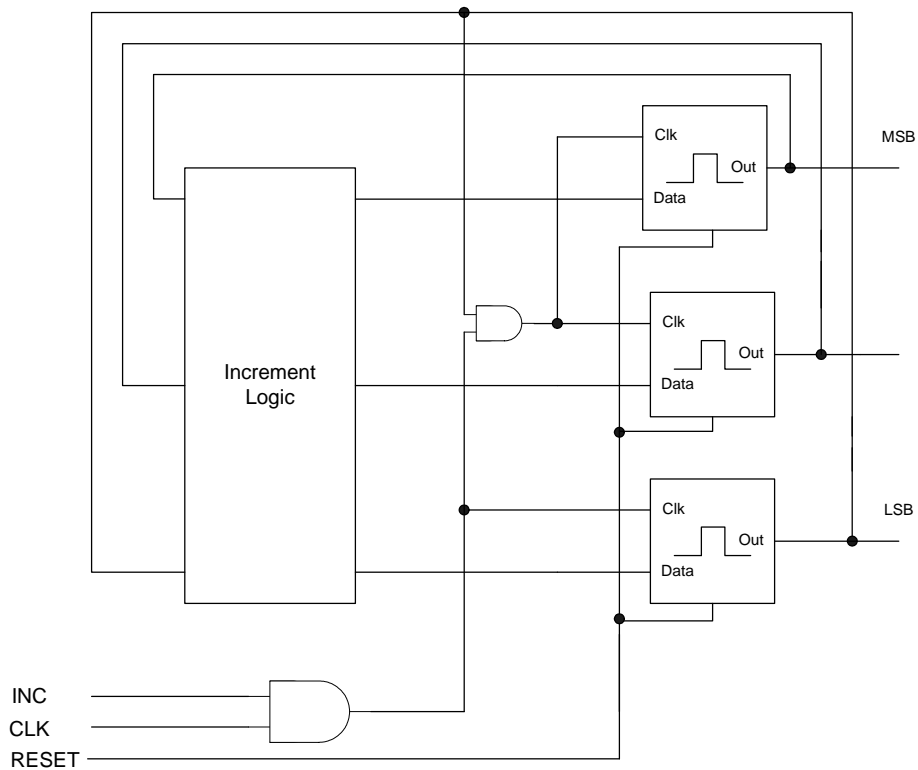 Clk
MSB
Out
Data
Clk
Out
Increment
Logic
Data
Clk
LSB
Out
Data
INC
CLK
RESET